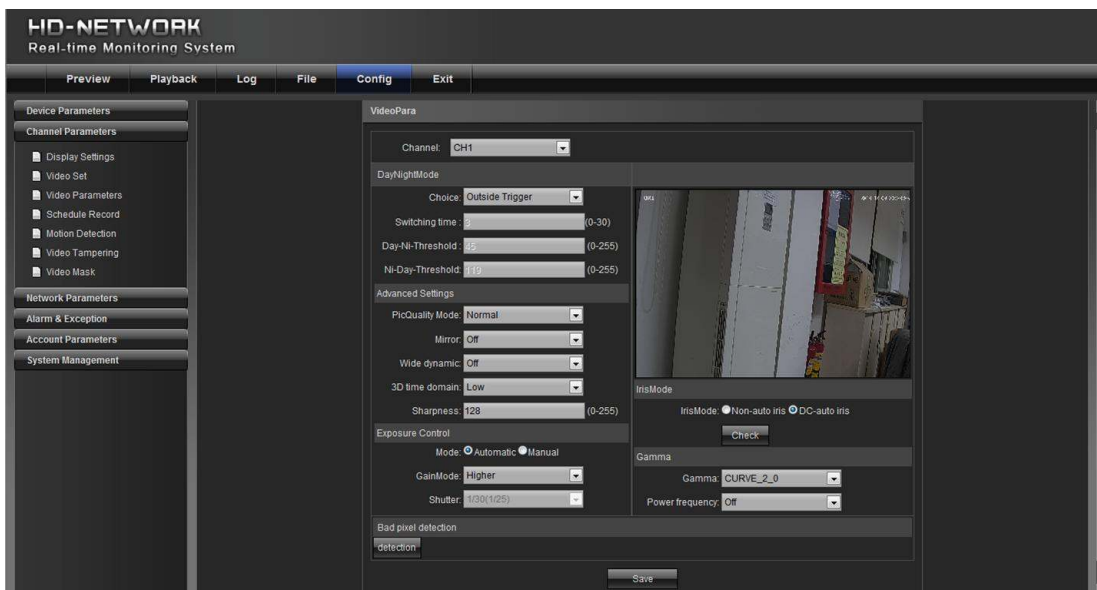 HD-NETWORK
Real-time Monitoring System
Preview Playback Log File Config Exit
Device Parameters
Channel Parameters
Display Settings
Video Set
Video Parameters
Schedule Record
Motion Detection
Video Tampering
Video Mask
Network Parameters
Alarm & Exception
Account Parameters
System Management
VideoPara
Channel: CH1
DayNightMode
Choice: Outside Trigger
Switching time : 3 (0-30)
Day-Ni-Threshold : 45 (0-255)
Ni-Day-Threshold: 119 (0-255)
Advanced Settings
PicQuality Mode: Normal
Mirror: Off
Wide dynamic: Off
3D time domain: Low
Sharpness: 128 (0-255)
Exposure Control
Mode: Automatic Manual
GainMode: Higher
Shutter: 1/30(1/25)
IrisMode
IrisMode: Non-auto iris DC-auto iris
Check
Gamma
Gamma: CURVE_2_0
Power frequency: Off
Bad pixel detection
detection
Save